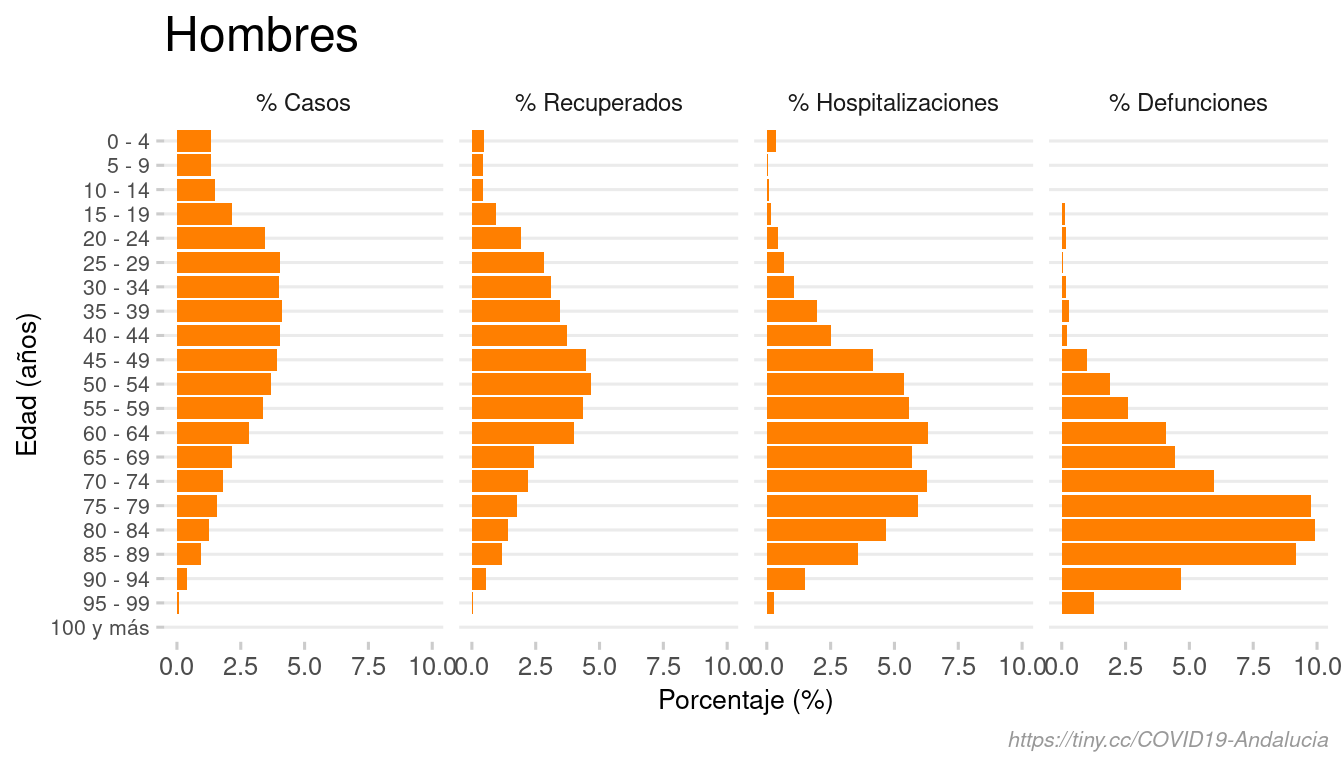 Hombres
% Casos % Recuperados % Hospitalizaciones % Defunciones
Edad (años)
0 - 4
5 - 9
10 - 14
15 - 19
20 - 24
25 - 29
30 - 34
35 - 39
40 - 44
45 - 49
50 - 54
55 - 59
60 - 64
65 - 69
70 - 74
75 - 79
80 - 84
85 - 89
90 - 94
95 - 99
100 y más
0.0 2.5 5.0 7.5 10.0 0.0 2.5 5.0 7.5 10.0 0.0 2.5 5.0 7.5 10.0 0.0 2.5 5.0 7.5 10.0
Porcentaje (%)
https://tiny.cc/COVID19-Andalucia